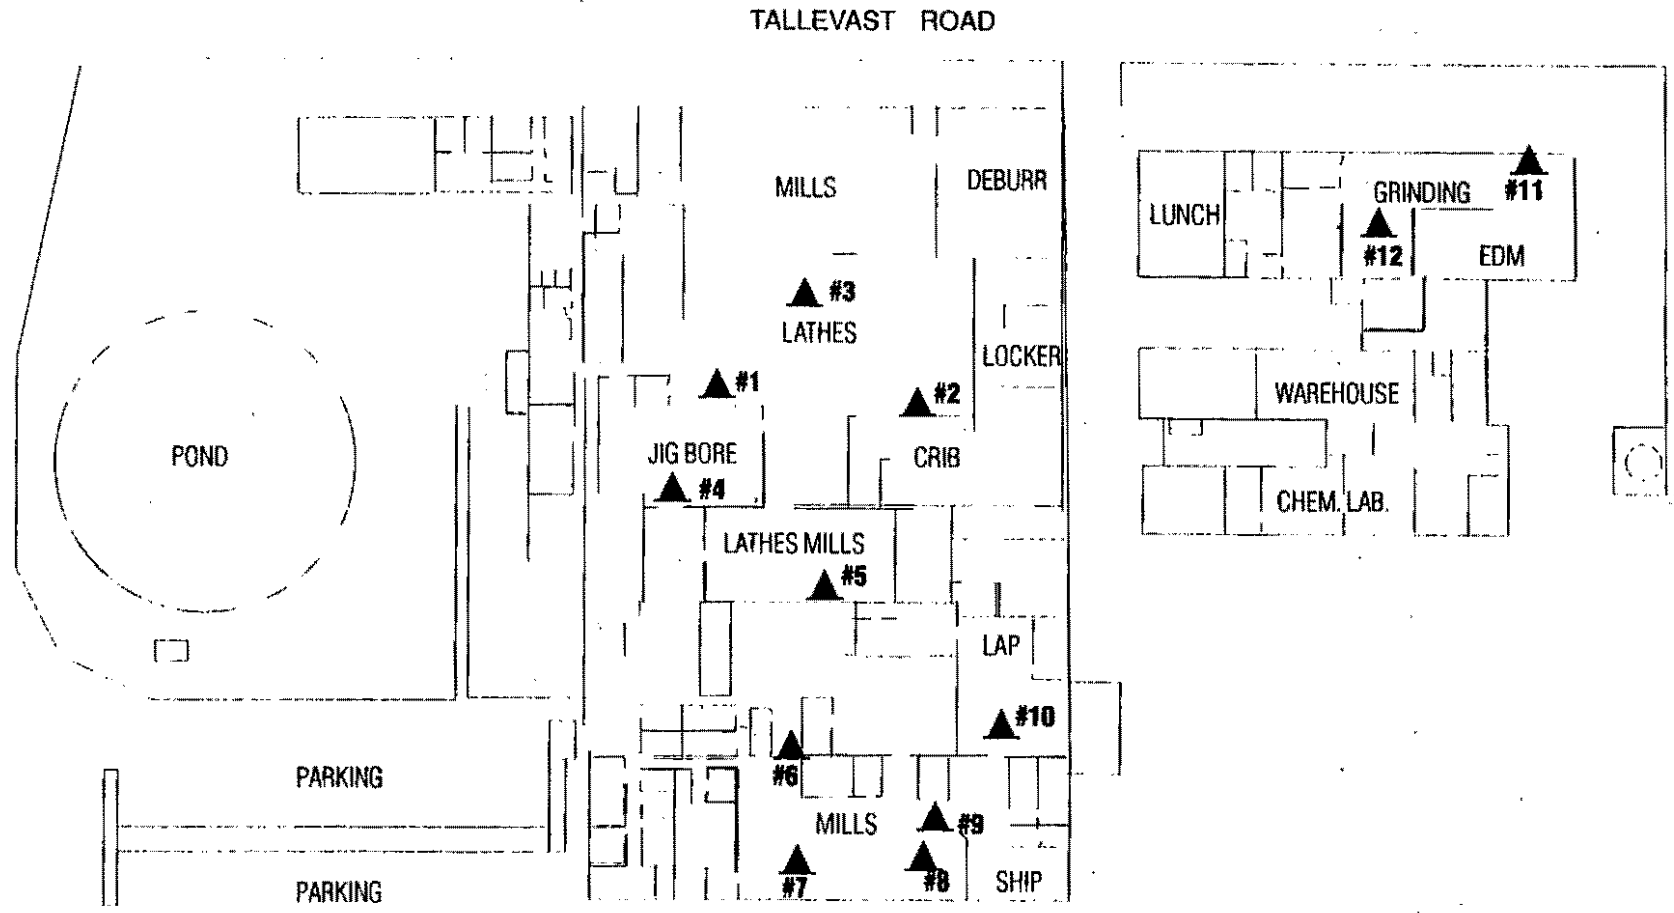 TALLEVAST ROAD
MILLS
DEBURR
LUNCH
GRINDING
#11
#12
EDM
#3
LATHES
LOCKER
#1
#2
WAREHOUSE
POND
JIG BORE
CRIB
#4
CHEM. LAB.
LATHES MILLS
#5
LAP
#10
PARKING
#6
MILLS
#9
#7
#8
SHIP
PARKING